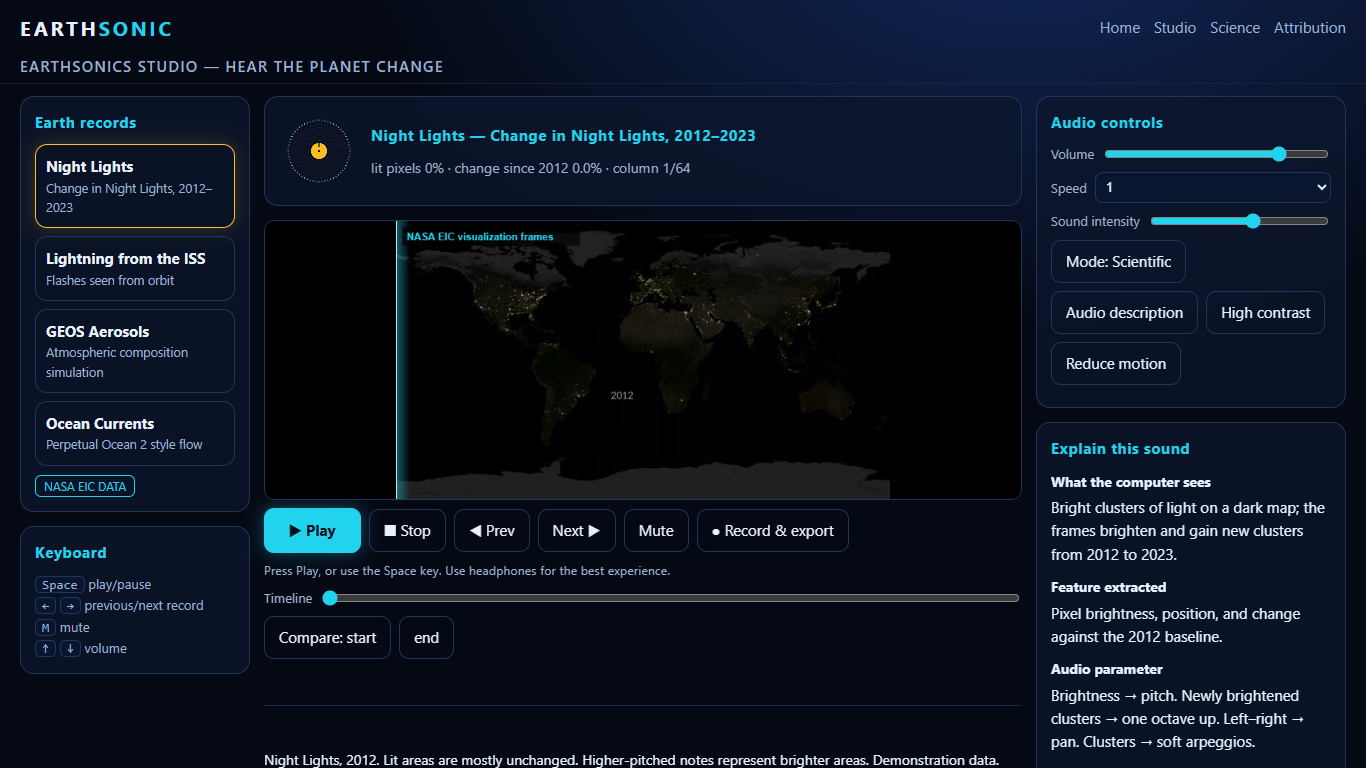 EARTHSONIC
Home Studio Science Attribution
EARTHSONICS STUDIO — HEAR THE PLANET CHANGE
Earth records
Night Lights
Change in Night Lights, 2012–
2023
Lightning from the ISS
Flashes seen from orbit
GEOS Aerosols
Atmospheric composition
simulation
Ocean Currents
Perpetual Ocean 2 style flow
NASA EIC DATA
Keyboard
Space play/pause
← → previous/next record
M mute
↑ ↓ volume
Night Lights — Change in Night Lights, 2012–2023
lit pixels 0% · change since 2012 0.0% · column 1/64
NASA EIC visualization frames
2012
▶ Play ■ Stop ◀ Prev Next ▶ Mute ● Record & export
Press Play, or use the Space key. Use headphones for the best experience.
Timeline
Compare: start end
Night Lights, 2012. Lit areas are mostly unchanged. Higher-pitched notes represent brighter areas. Demonstration data.
Audio controls
Volume
Speed 1
Sound intensity
Mode: Scientific
Audio description High contrast
Reduce motion
Explain this sound
What the computer sees
Bright clusters of light on a dark map; the
frames brighten and gain new clusters
from 2012 to 2023.
Feature extracted
Pixel brightness, position, and change
against the 2012 baseline.
Audio parameter
Brightness → pitch. Newly brightened
clusters → one octave up. Left–right →
pan. Clusters → soft arpeggios.